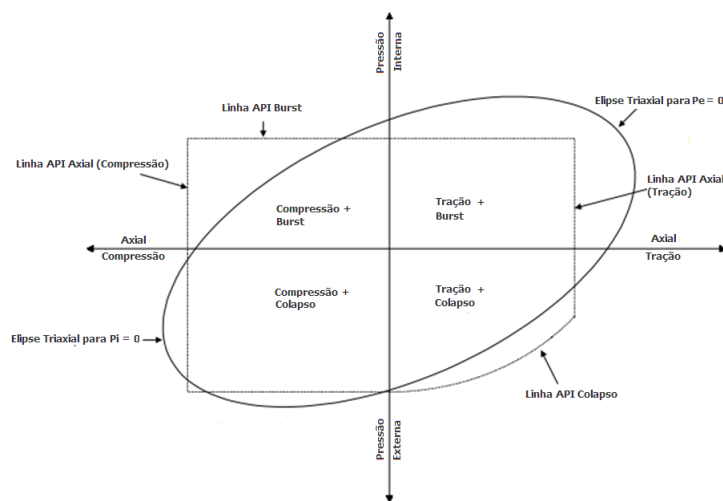 Pressão
Interna
Elipse Triaxial para Pe = 0
Linha API Burst
Linha API Axial (Compressão)
Linha API Axial
(Tração)
Compressão +
Burst
Tração +
Burst
Axial
Compressão
Axial
Tração
Compressão +
Colapso
Tração +
Colapso
Elipse Triaxial para Pi = 0
Linha API Colapso
Pressão
Externa